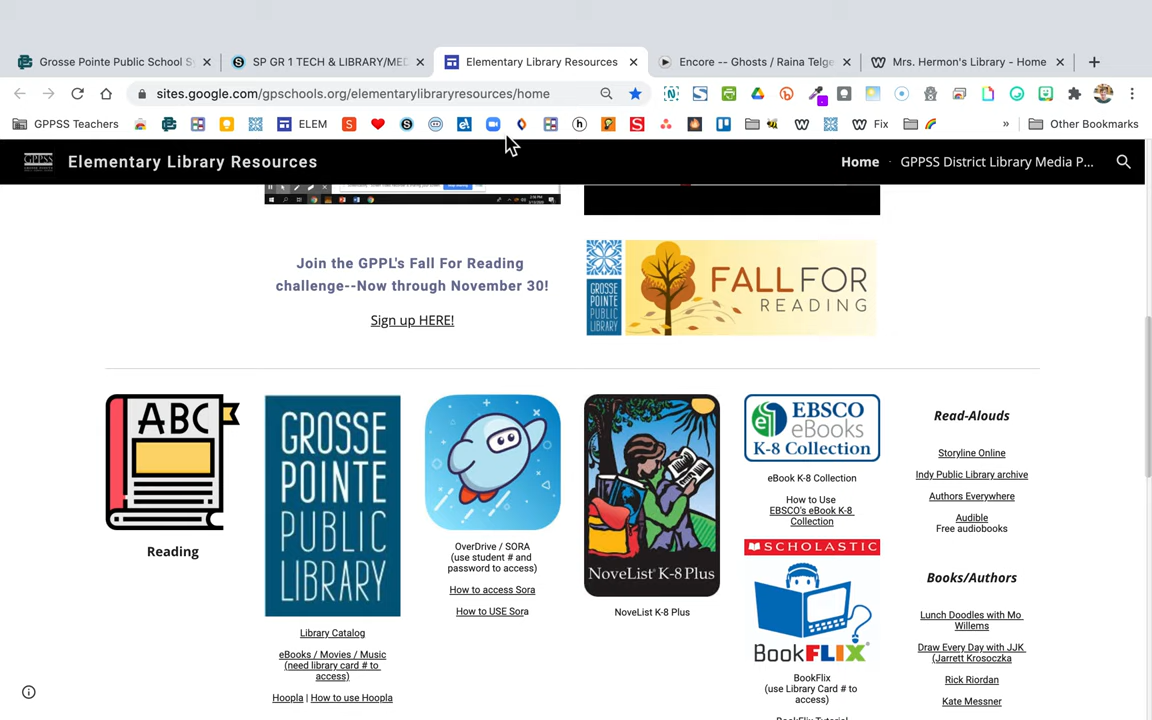 Grosse Pointe Public School S
SP GR 1 TECH & LIBRARY/MED
Elementary Library Resources
Encore -- Ghosts / Raina Telge
Mrs. Hermon's Library - Home
sites.google.com/gpschools.org/elementarylibraryresources/home
GPPSS Teachers
ELEM
Fix
Other Bookmarks
GPPSS
Elementary Library Resources
Home
GPPSS District Library Media P...
Join the GPPL's Fall For Reading
challenge--Now through November 30!
Sign up HERE!
GROSSE
POINTE
PUBLIC
LIBRARY
FALL FOR
READING
ABC
Reading
GROSSE
POINTE
PUBLIC
LIBRARY
Library Catalog
eBooks / Movies / Music
(need library card # to
access)
Hoopla | How to use Hoopla
OverDrive / SORA
(use student # and
password to access)
How to access Sora
How to USE Sora
NoveList K-8 Plus
NoveList K-8 Plus
EBSCO
eBooks
K-8 Collection
eBook K-8 Collection
How to Use
EBSCO's eBook K-8
Collection
SCHOLASTIC
BookFLIX
BookFlix
(use Library Card # to
access)
BookFlix Tutorial
Read-Alouds
Storyline Online
Indy Public Library archive
Authors Everywhere
Audible
Free audiobooks
Books/Authors
Lunch Doodles with Mo
Willems
Draw Every Day with JJK
(Jarrett Krosoczka
Rick Riordan
Kate Messner